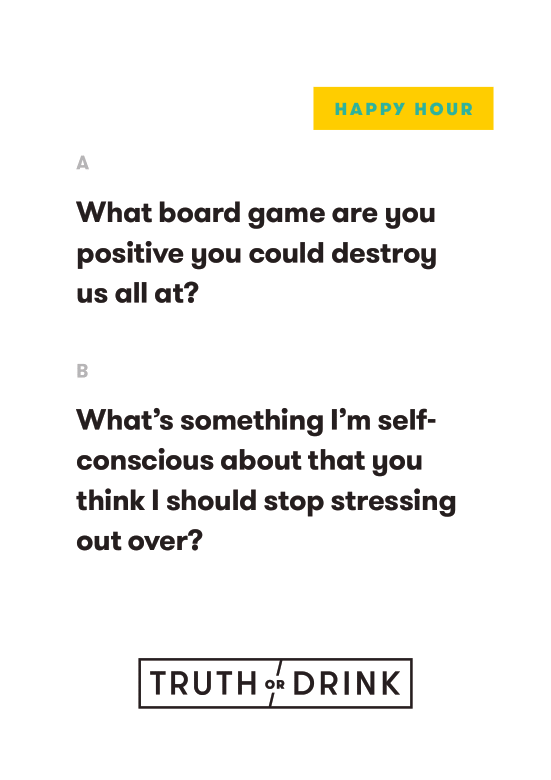 HAPPY HOUR
A
What board game are you
positive you could destroy
us all at?
B
What's something I'm self-
conscious about that you
think I should stop stressing
out over?
TRUTH OR DRINK